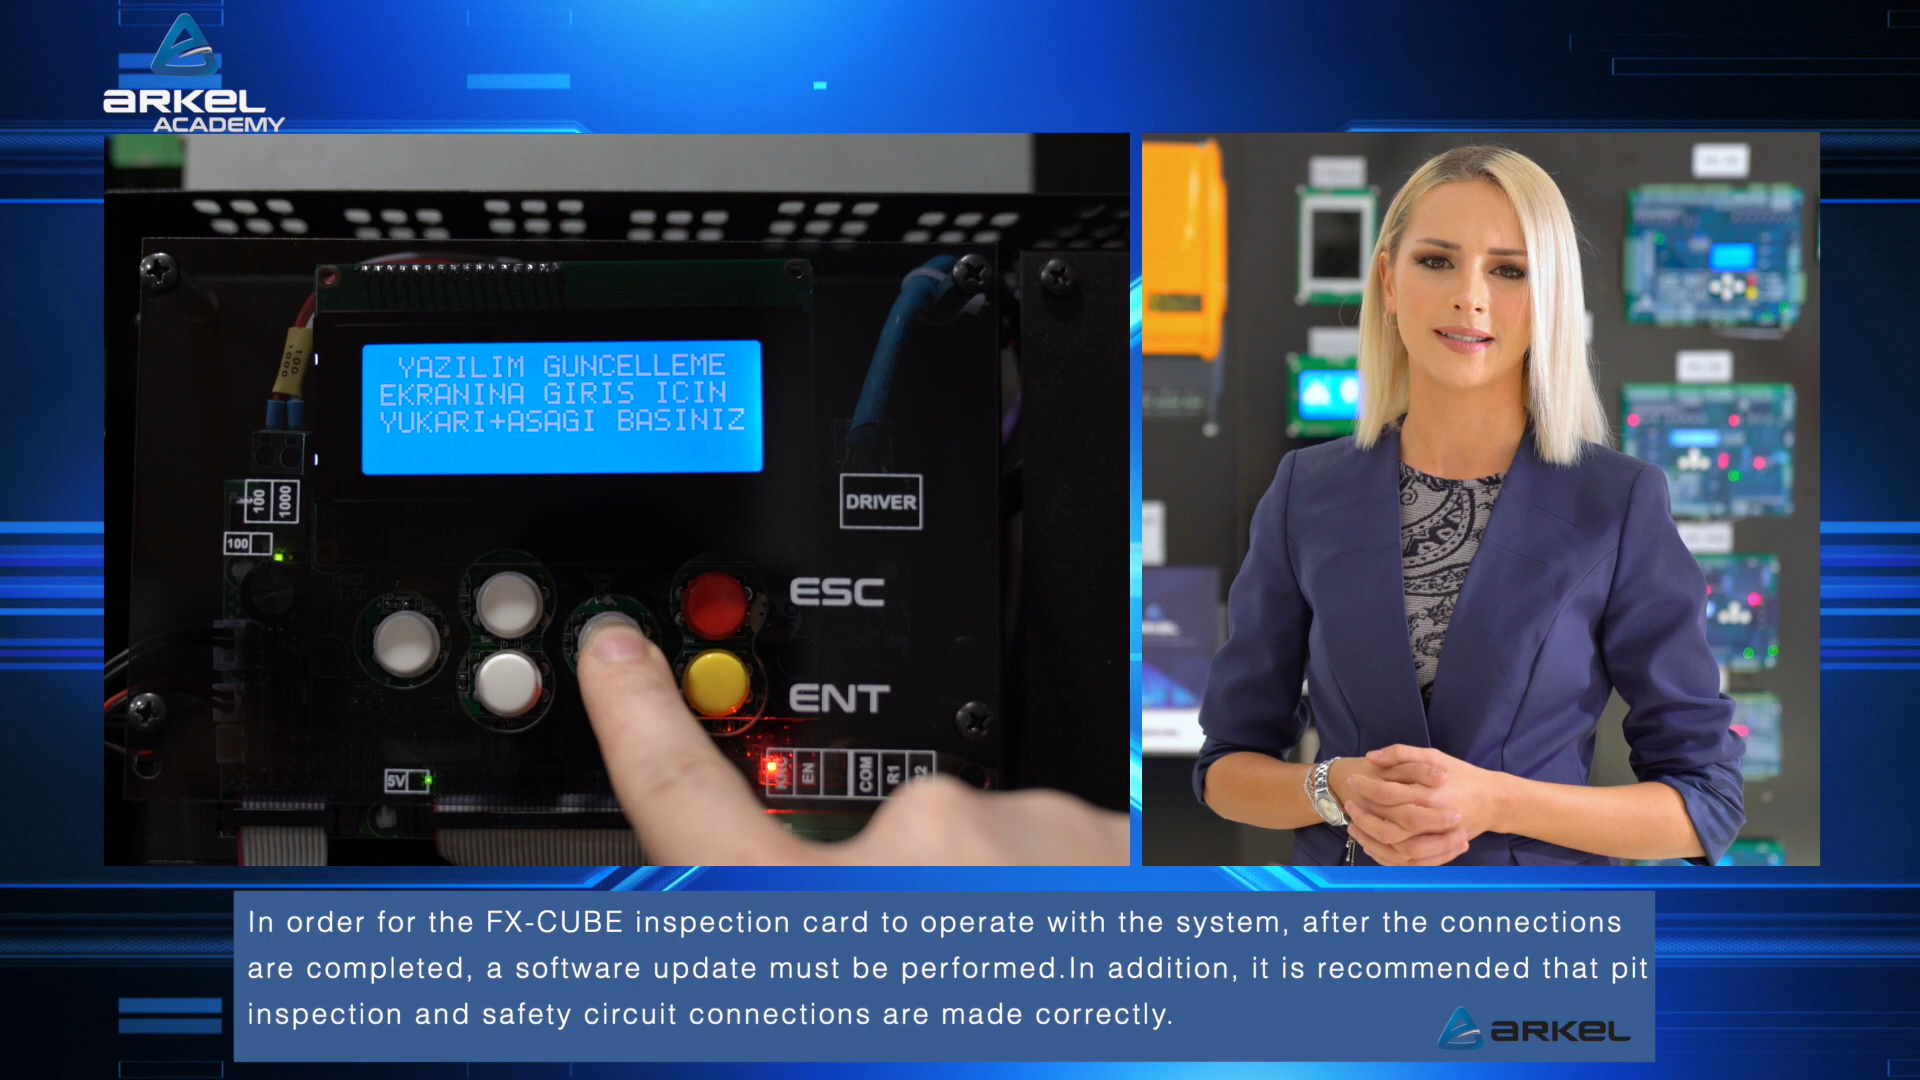 ARKEL
ACADEMY
YAZILIM GUNCELLEME
EKRANINA GIRIS ICIN
YUKARI+ASAGI BASINIZ
100
1000
100
1000
100
DRIVER
ESC
ENT
5V
EN
COM
R1
In order for the FX-CUBE inspection card to operate with the system, after the connections
are completed, a software update must be performed.In addition, it is recommended that pit
inspection and safety circuit connections are made correctly.
ARKEL